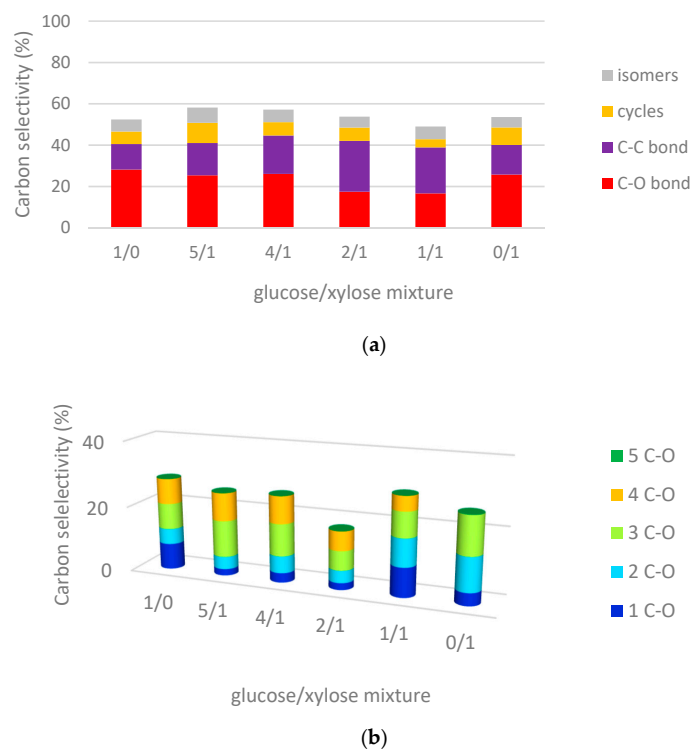 Carbon selectivity (%)
100
80
60
40
20
0
1/0 5/1 4/1 2/1 1/1 0/1
glucose/xylose mixture
isomers
cycles
C-C bond
C-O bond
(a)
Carbon selelectivity (%)
40
20
0
1/0 5/1 4/1 2/1 1/1 0/1
glucose/xylose mixture
5 C-O
4 C-O
3 C-O
2 C-O
1 C-O
(b)